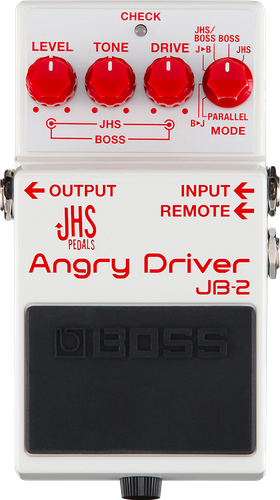 CHECK
LEVEL TONE DRIVE
JHS/
BOSS BOSS
J▸B JHS
PARALLEL
B▸J MODE
JHS
BOSS
← OUTPUT INPUT ←
REMOTE ←
JHS
PEDALS
Angry Driver
JB-2
BOSS